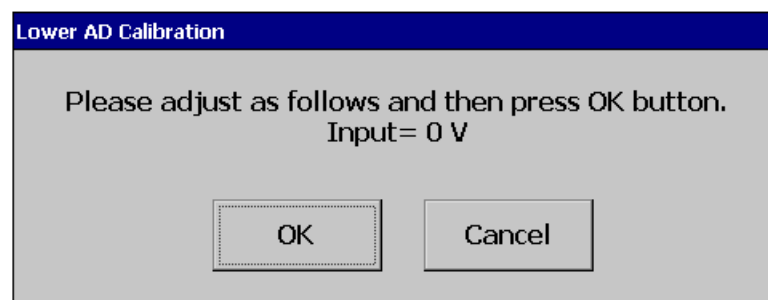 Lower AD Calibration
Please adjust as follows and then press OK button.
Input= 0 V
OK
Cancel